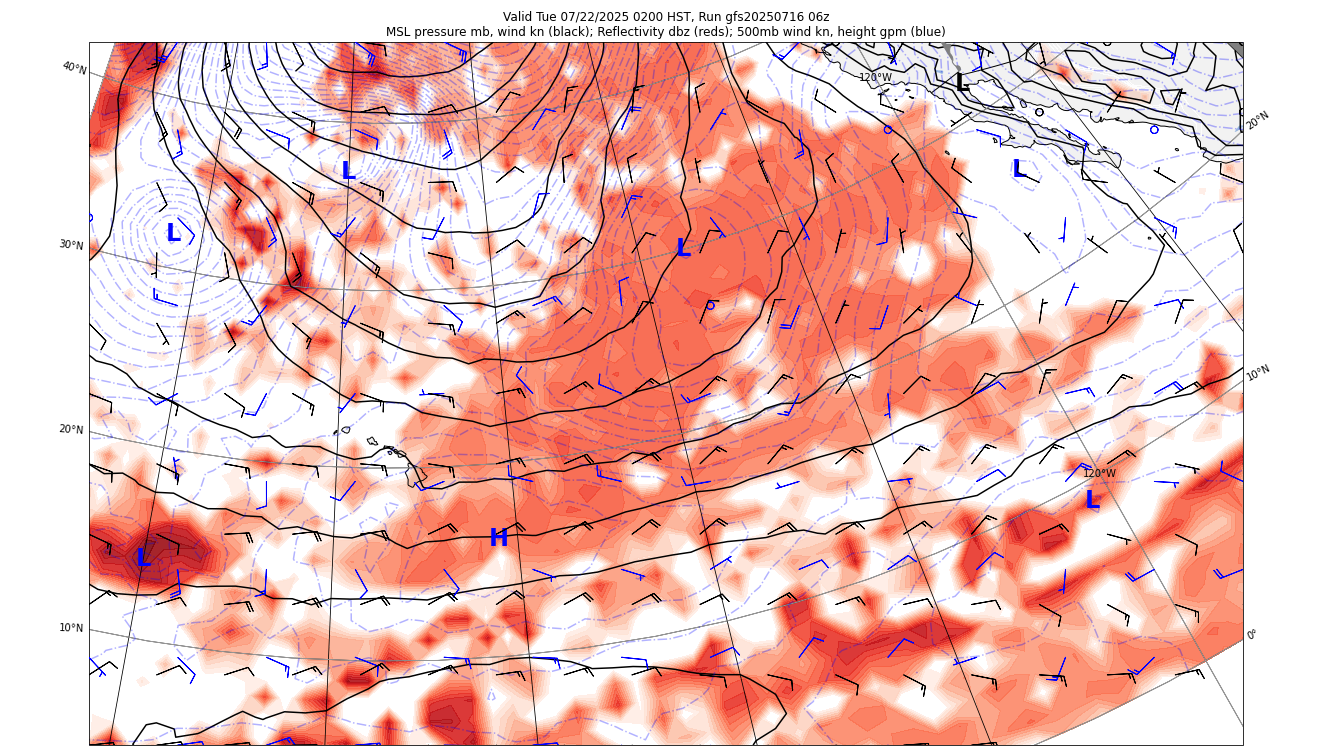 Valid Tue 07/22/2025 0200 HST, Run gfs20250716 06z
MSL pressure mb, wind kn (black); Reflectivity dbz (reds); 500mb wind kn, height gpm (blue)
40°N
120°W
L
20°N
L
L
L
30°N
L
10°N
20°N
120°W
L
H
L
10°N
0°